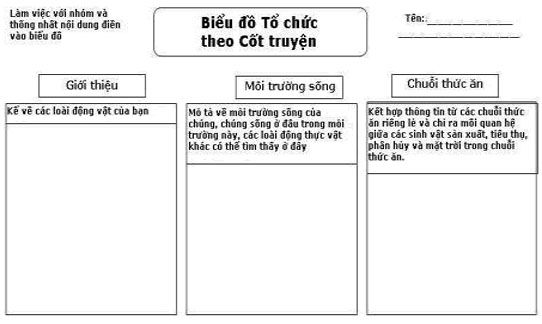 Làm việc với nhóm và
thống nhất nội dung điền
vào biểu đồ
Biểu đồ Tổ chức
theo Cốt truyện
Tên:
Giới thiệu
Môi trường sống
Chuỗi thức ăn
Kể về các loài động vật của bạn
Mô tả về môi trường sống của
chúng, chúng sống ở đâu trong môi
trường này, các loài động thực vật
khác có thể tìm thấy ở đây
Kết hợp thông tin từ các chuỗi thức
ăn riêng lẻ và chỉ ra mối quan hệ
giữa các sinh vật sản xuất, tiêu thụ,
phân hủy và mặt trời trong chuỗi
thức ăn.